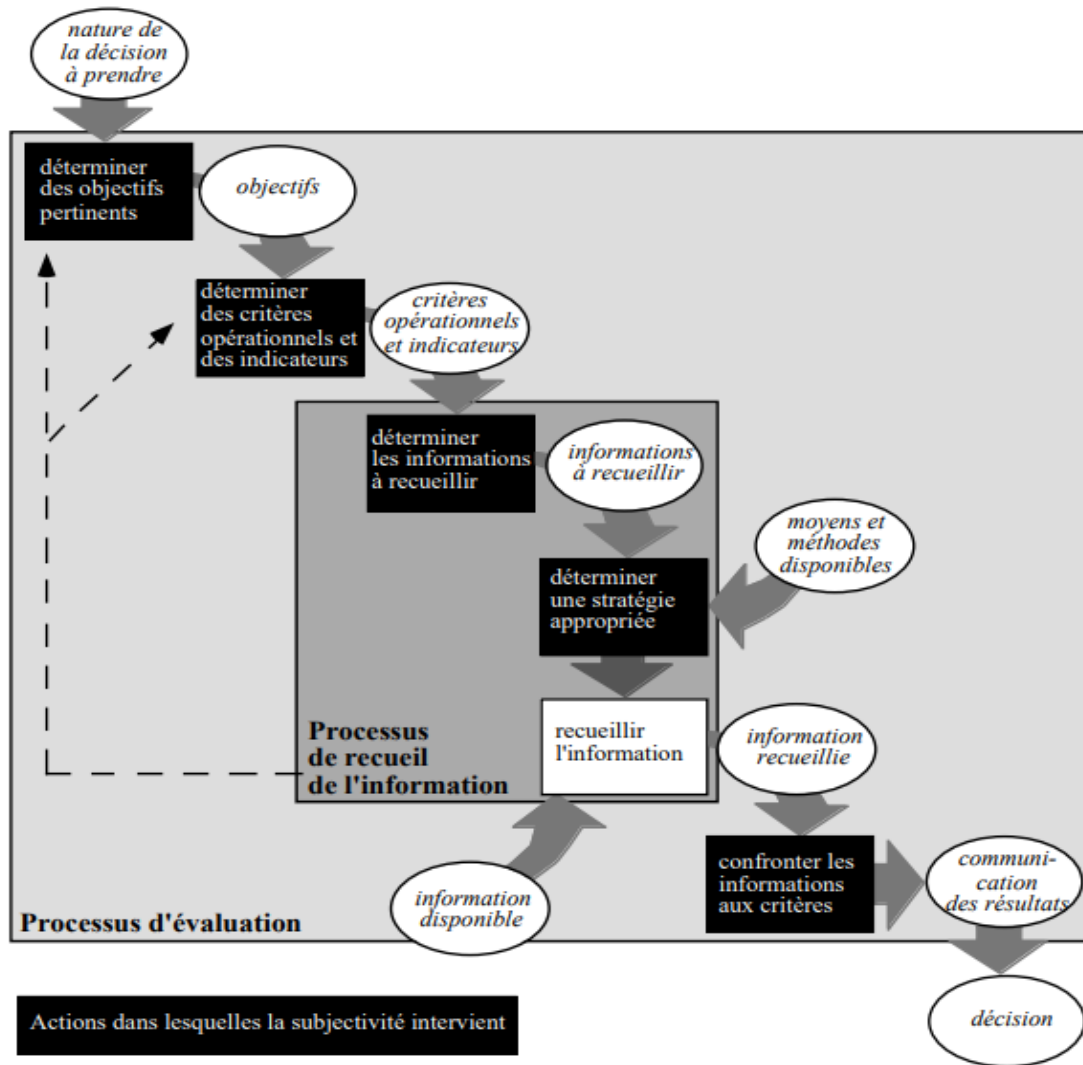 nature de
la décision
à prendre
déterminer
des objectifs
pertinents
objectifs
déterminer
des critères
opérationnels et
des indicateurs
critères
opérationnels
et indicateurs
déterminer
les informations
à recueillir
informations
à recueillir
moyens et
méthodes
disponibles
déterminer
une stratégie
appropriée
Processus
de recueil
de l'information
recueillir
l'information
information
recueillie
confronter les
informations
aux critères
communi-
cation
des résultats
information
disponible
Processus d'évaluation
décision
Actions dans lesquelles la subjectivité intervient